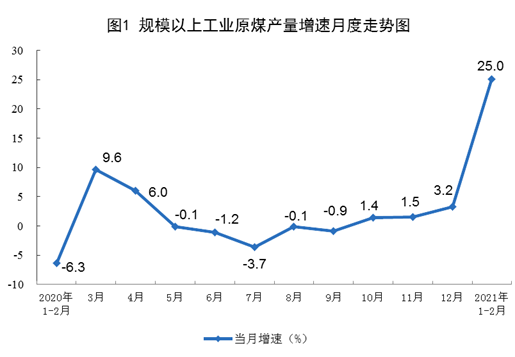 图1 规模以上工业原煤产量增速月度走势图
30
25
20
15
10
5
0
-5
-10
-6.3
9.6
6.0
-0.1
-1.2
-3.7
-0.1
-0.9
1.4
1.5
3.2
25.0
2020年
1-2月
3月
4月
5月
6月
7月
8月
9月
10月
11月
12月
2021年
1-2月
当月增速（%）